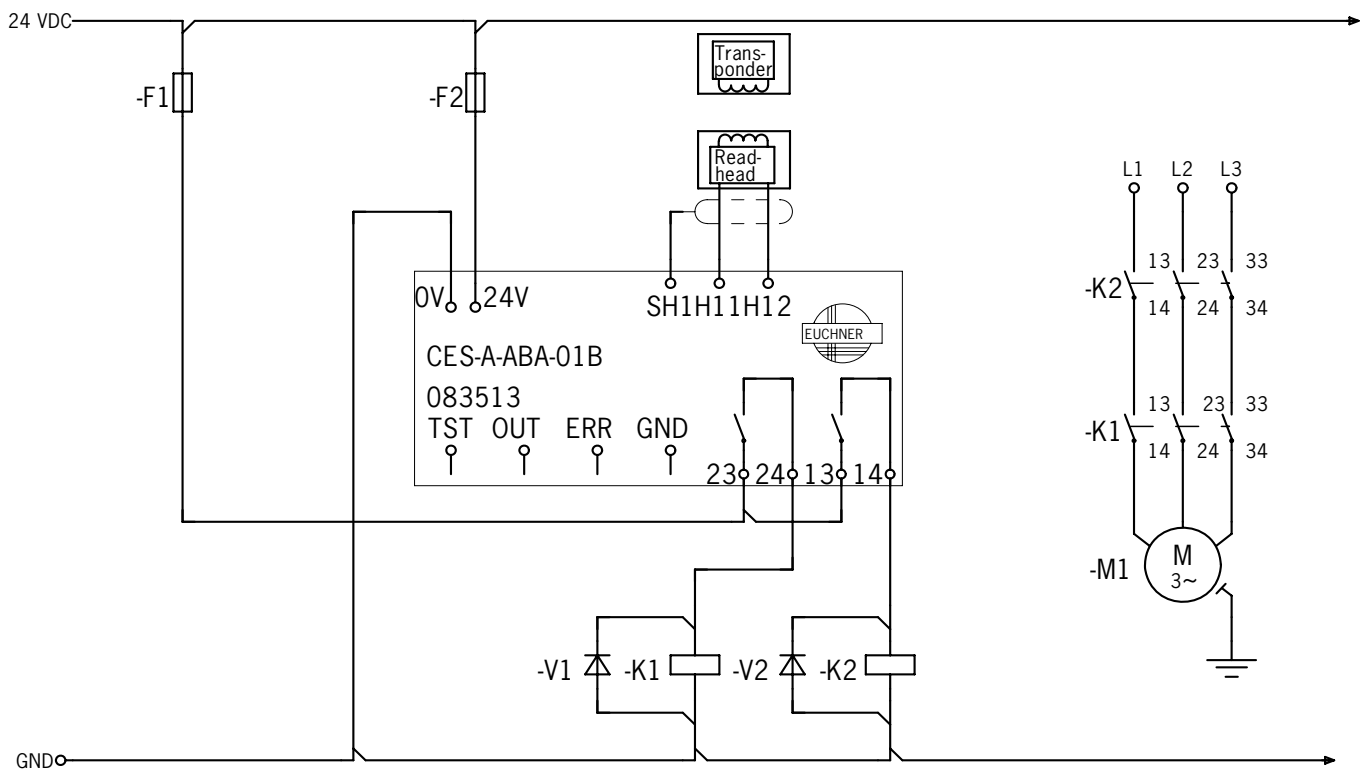 24 VDC
-F1
-F2
Trans-
ponder
Read-
head
L1 L2 L3
0V 24V
SH1 H11 H12
EUCHNER
CES-A-ABA-01B
083513
TST OUT ERR GND
23 24 13 14
-K2
13 23 33
14 24 34
-K1
13 23 33
14 24 34
-M1
M
3~
-V1 -K1 -V2 -K2
GND